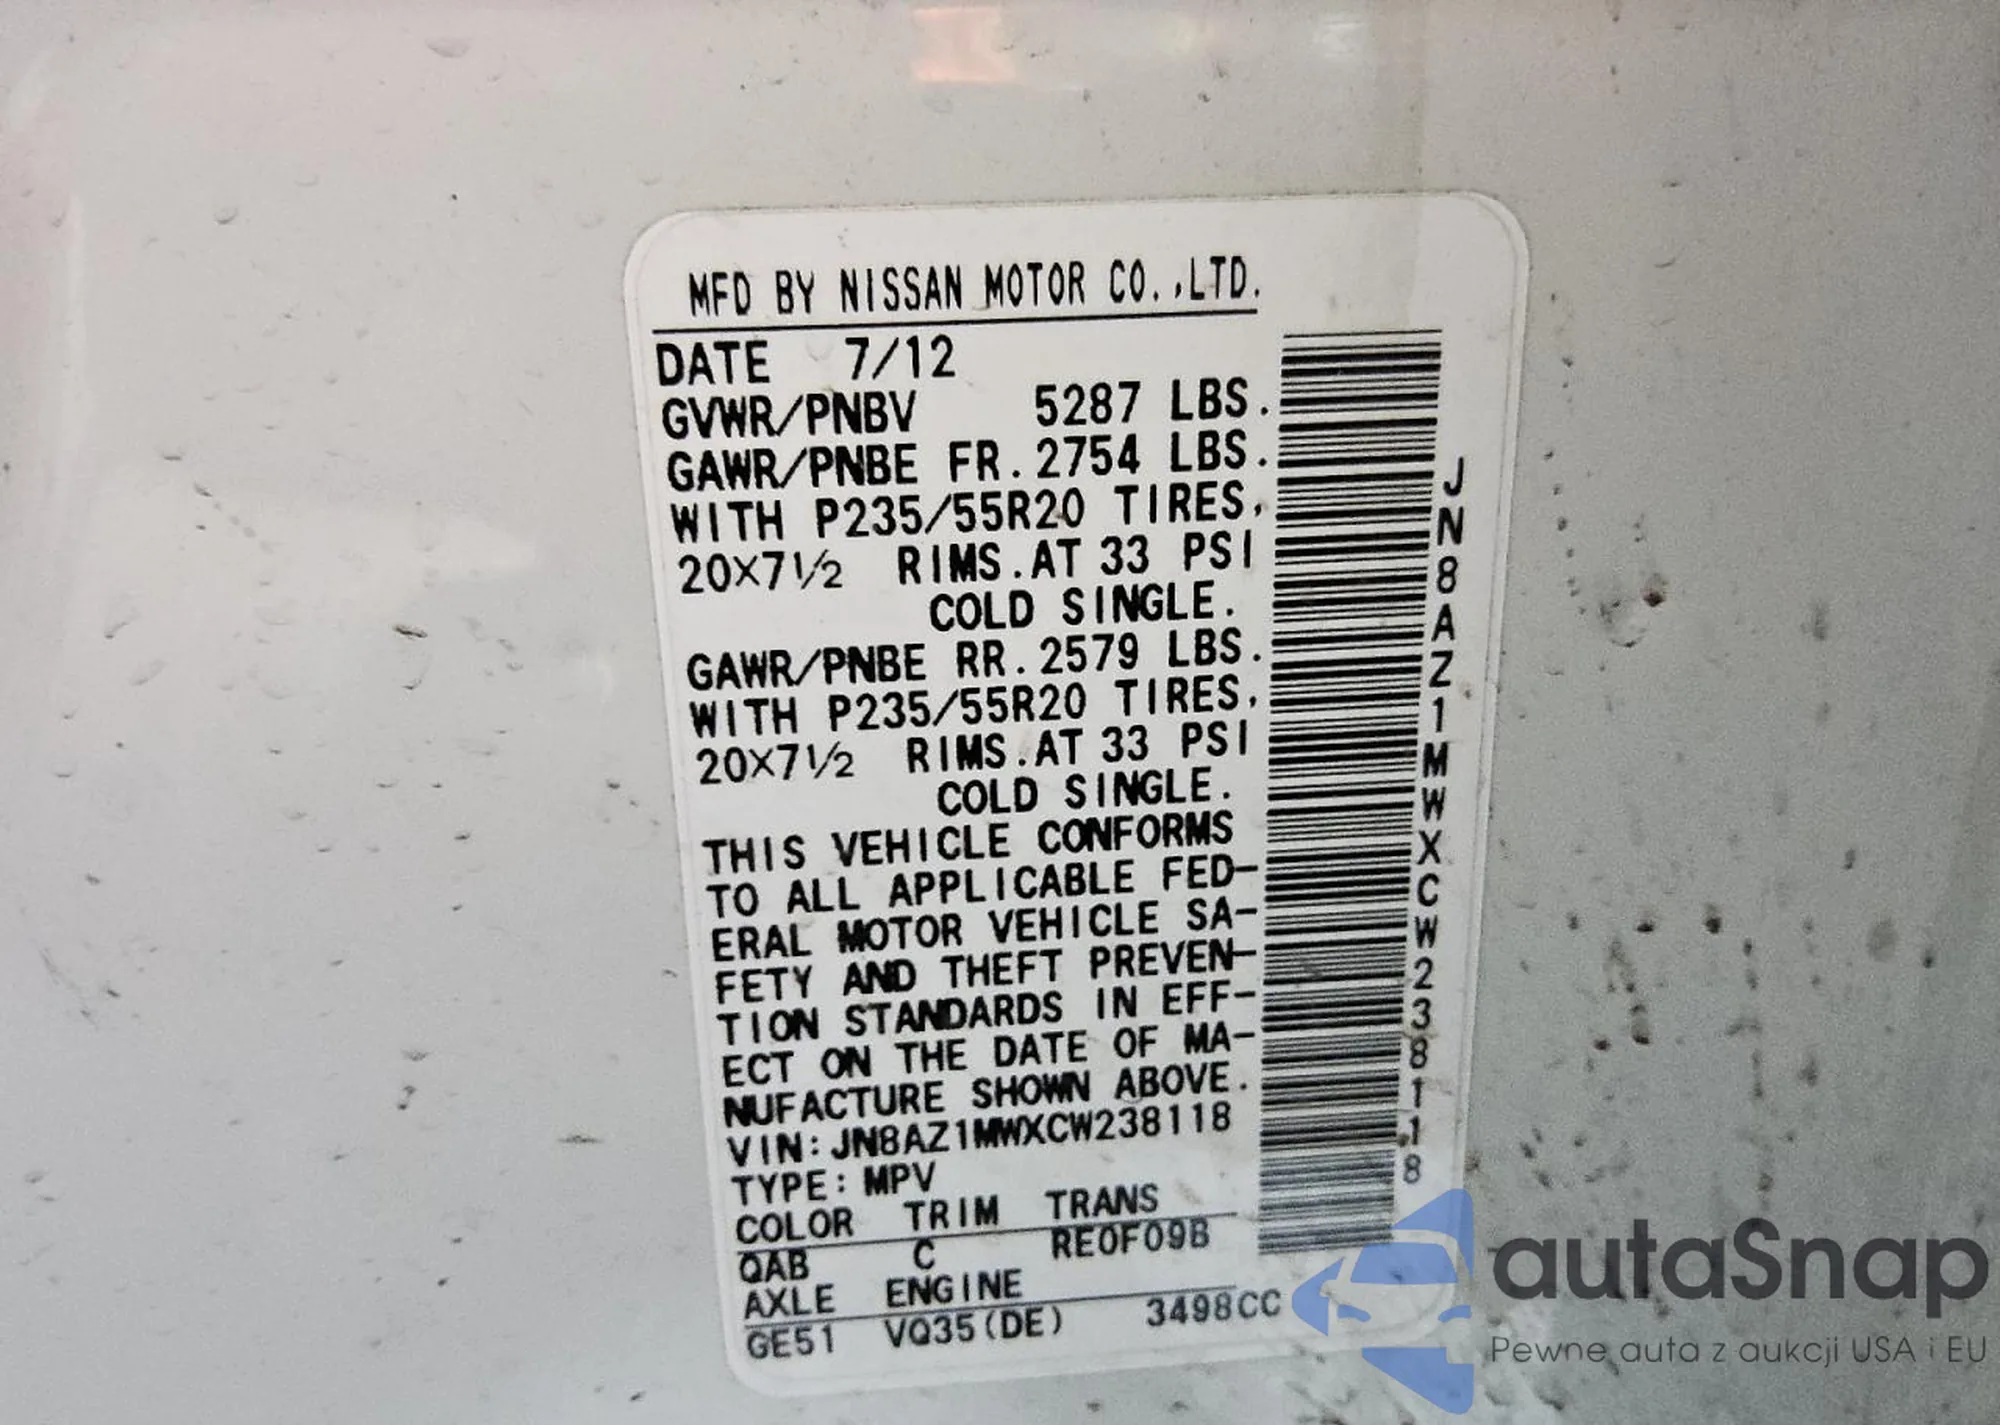 MFD BY NISSAN MOTOR CO.,LTD.
DATE 7/12
GVWR/PNBV 5287 LBS.
GAWR/PNBE FR.2754 LBS.
WITH P235/55R20 TIRES,
20X7½ RIMS.AT 33 PSI
COLD SINGLE.
GAWR/PNBE RR.2579 LBS.
WITH P235/55R20 TIRES,
20X7½ RIMS.AT 33 PSI
COLD SINGLE.
THIS VEHICLE CONFORMS
TO ALL APPLICABLE FED-
ERAL MOTOR VEHICLE SA-
FETY AND THEFT PREVEN-
TION STANDARDS IN EFF-
ECT ON THE DATE OF MA-
NUFACTURE SHOWN ABOVE.
VIN:JN8AZ1MWXCW238118
TYPE:MPV
COLOR TRIM TRANS
QAB C RE0F09B
AXLE ENGINE
GE51 VQ35(DE) 3498CC
JN8AZ1MWXCW238118
autaSnap
Pewne auta z aukcji USA i EU